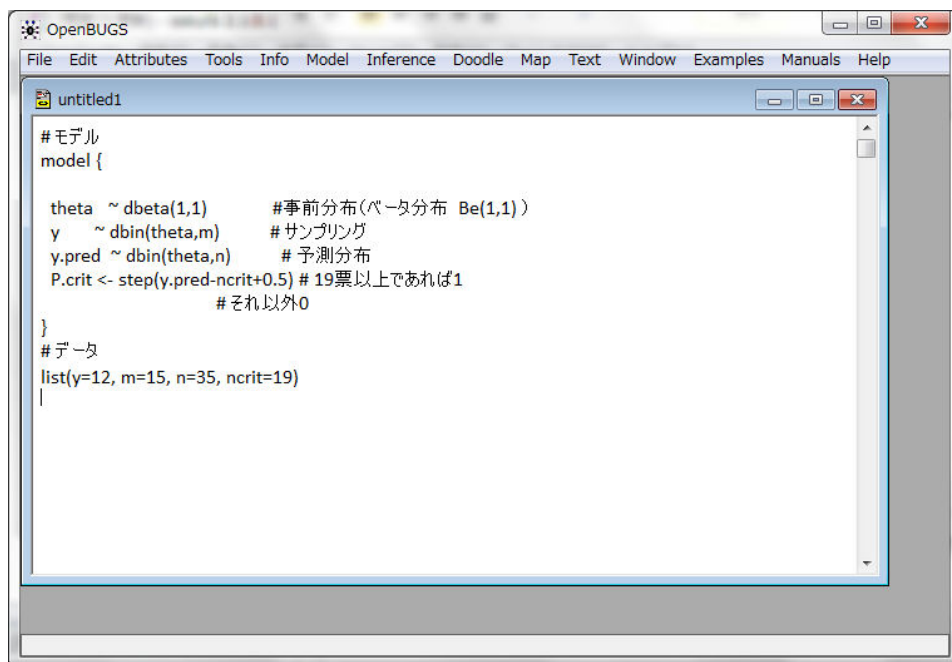 OpenBUGS
File Edit Attributes Tools Info Model Inference Doodle Map Text Window Examples Manuals Help
untitled1
#モデル
model {
theta ~ dbeta(1,1) #事前分布(ベータ分布 Be(1,1) )
y ~ dbin(theta,m) #サンプリング
y.pred ~ dbin(theta,n) # 予測分布
P.crit <- step(y.pred-ncrit+0.5) # 19票以上であれば1
#それ以外0
}
#データ
list(y=12, m=15, n=35, ncrit=19)